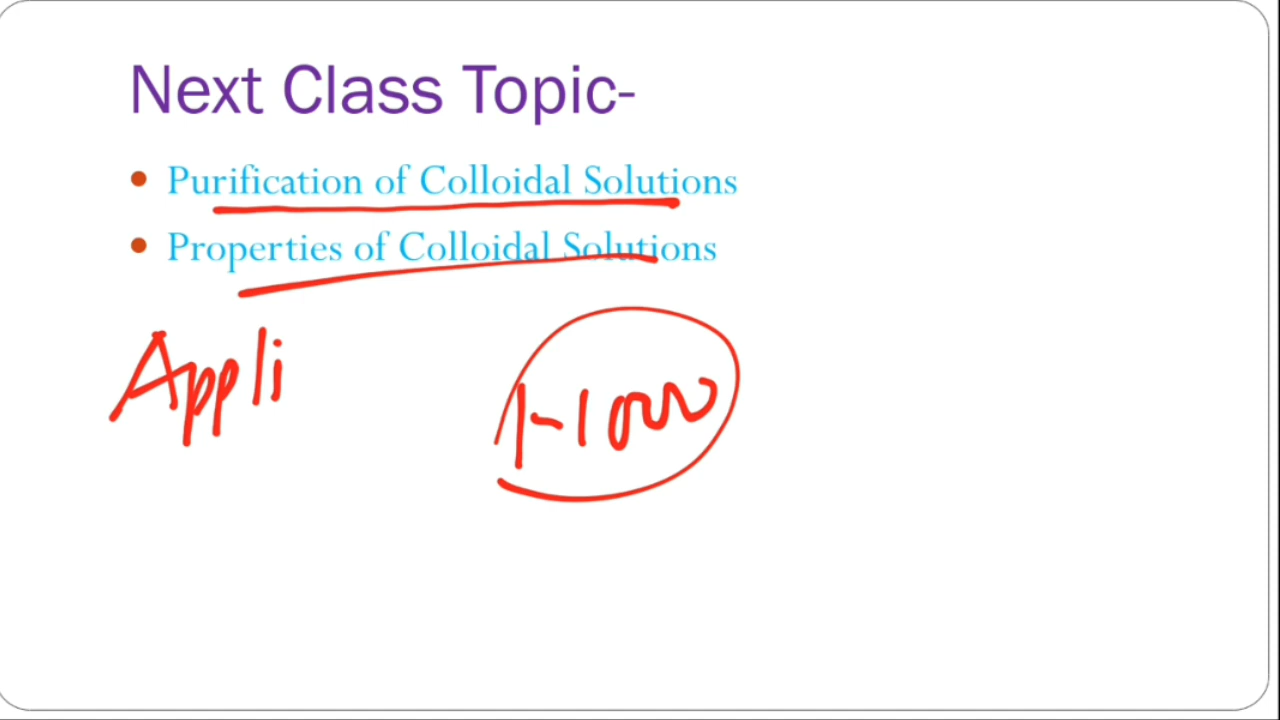 Next Class Topic-
• Purification of Colloidal Solutions
• Properties of Colloidal Solutions
Appli
1-1000